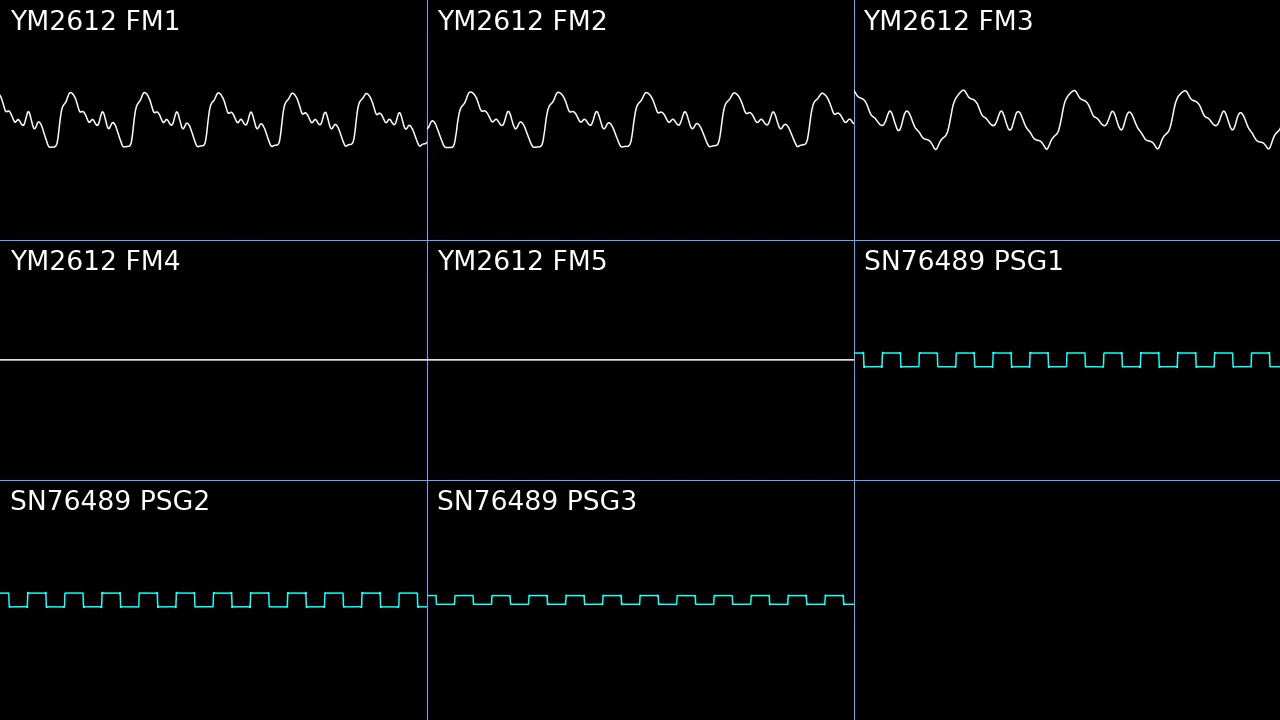 YM2612 FM1
YM2612 FM2
YM2612 FM3
YM2612 FM4
YM2612 FM5
SN76489 PSG1
SN76489 PSG2
SN76489 PSG3